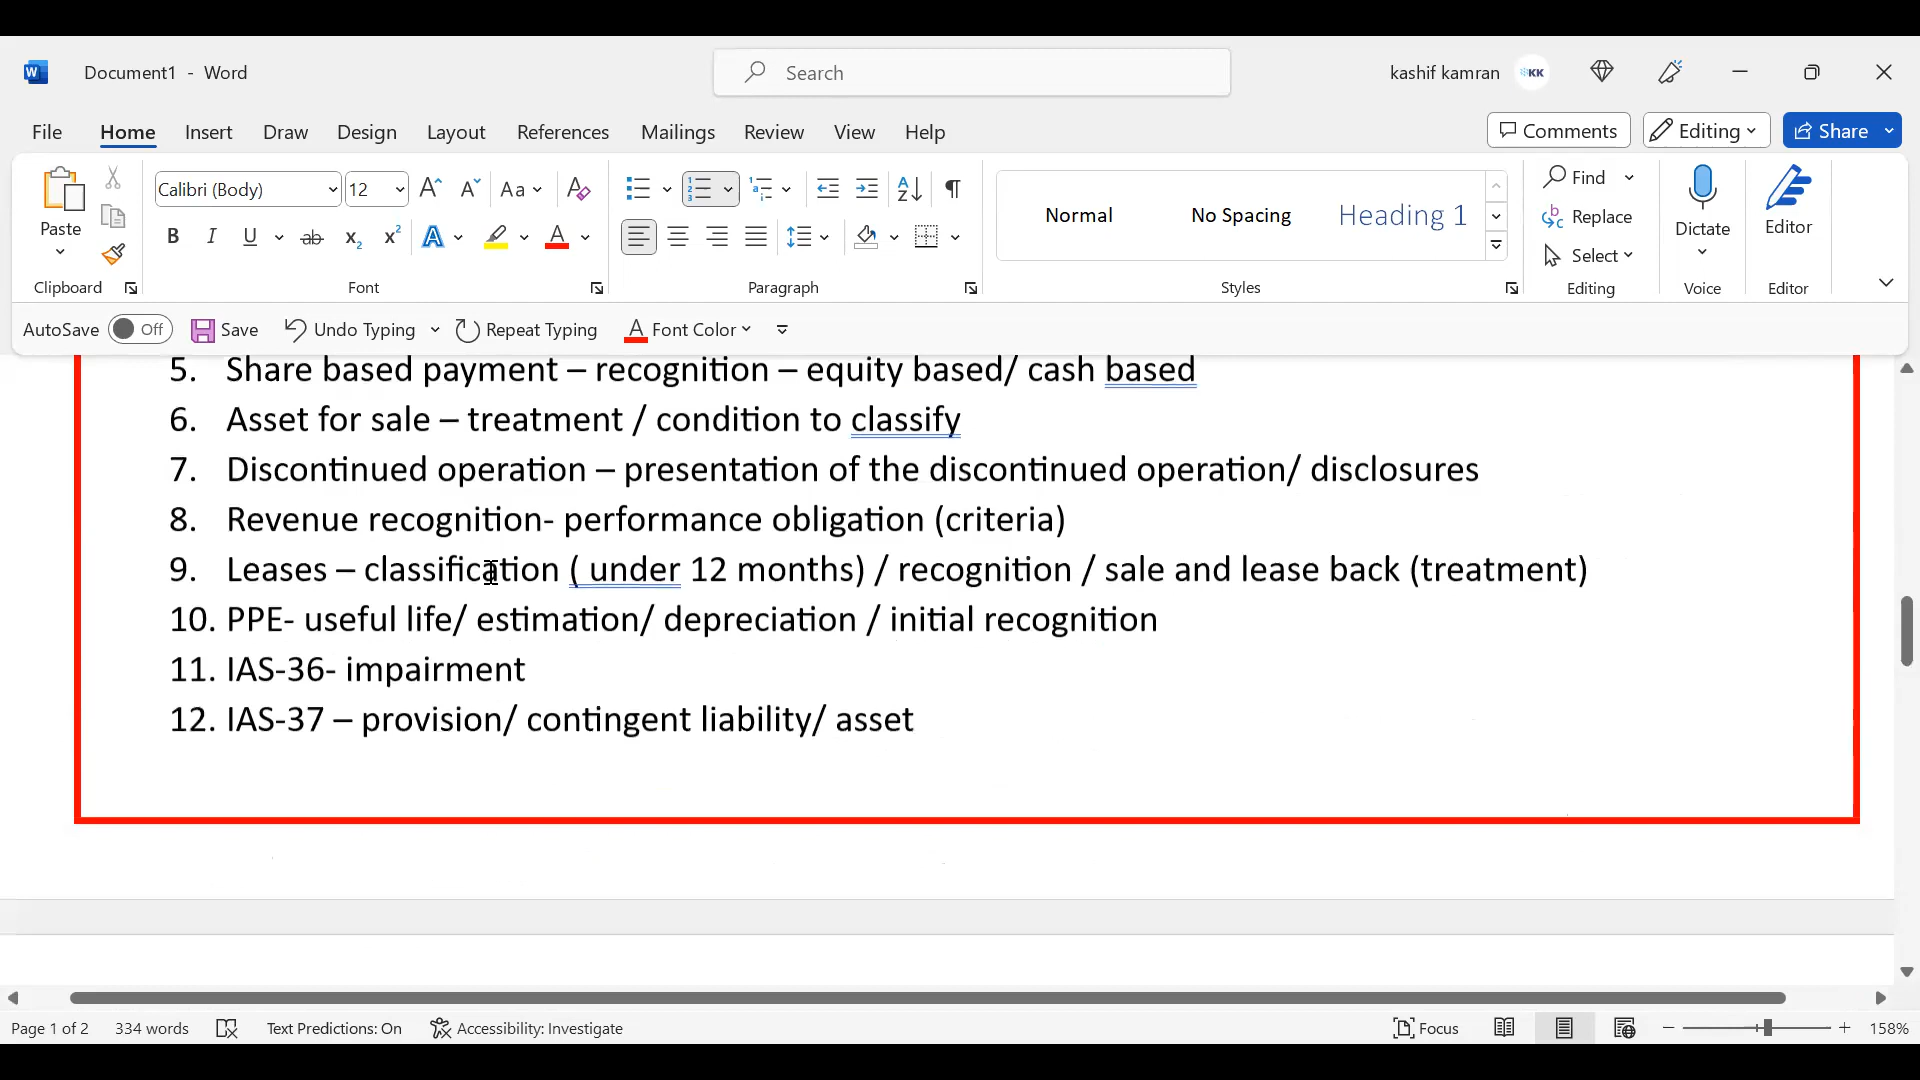 Document1 - Word
Search
kashif kamran
KK
File Home Insert Draw Design Layout References Mailings Review View Help
Comments
Editing
Share
Paste
Calibri (Body)
12
Aa
Normal
No Spacing
Heading 1
Find
Replace
Select
Dictate
Editor
Clipboard
Font
Paragraph
Styles
Editing
Voice
Editor
AutoSave Off Save Undo Typing Repeat Typing Font Color
5. Share based payment – recognition – equity based/ cash based
6. Asset for sale – treatment / condition to classify
7. Discontinued operation – presentation of the discontinued operation/ disclosures
8. Revenue recognition- performance obligation (criteria)
9. Leases – classification ( under 12 months) / recognition / sale and lease back (treatment)
10. PPE- useful life/ estimation/ depreciation / initial recognition
11. IAS-36- impairment
12. IAS-37 – provision/ contingent liability/ asset
Page 1 of 2 334 words Text Predictions: On Accessibility: Investigate Focus 158%